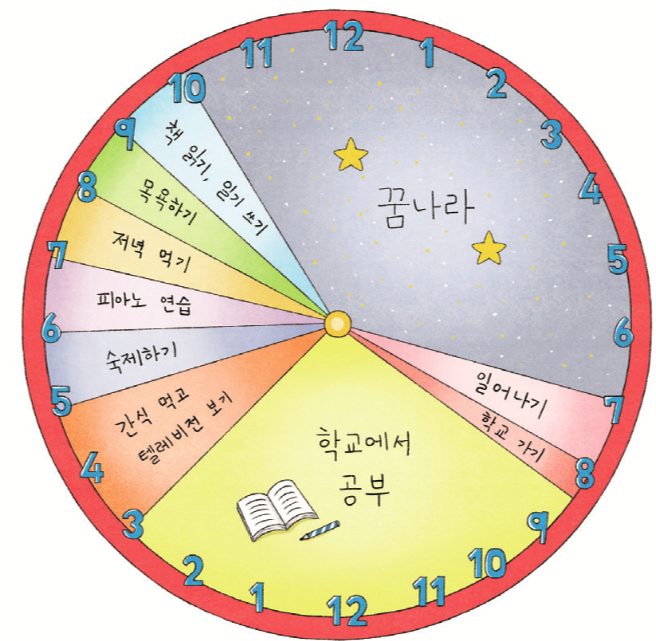 12
1
2
3
4
5
6
7
8
9
10
11
12
1
2
3
4
5
6
7
8
9
10
11
꿈나라
일어나기
학교 가기
학교에서
공부
간식 먹고
텔레비전 보기
숙제하기
피아노 연습
저녁 먹기
목욕하기
책 읽기, 일기 쓰기